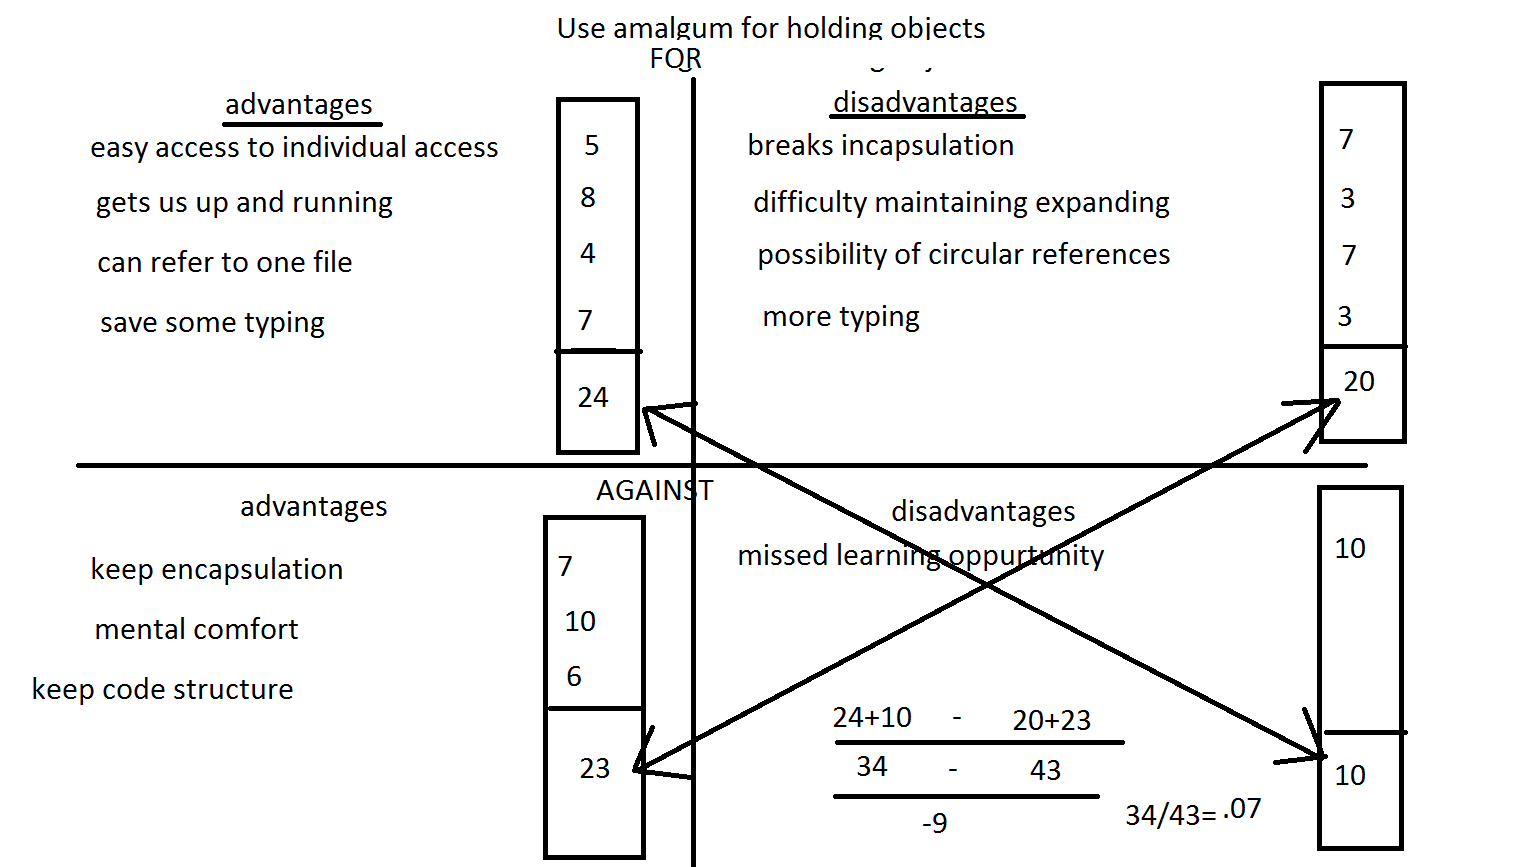 Use amalgum for holding objects
FOR
advantages
easy access to individual access 5
gets us up and running 8
can refer to one file 4
save some typing 7
24
disadvantages
breaks incapsulation 7
difficulty maintaining expanding 3
possibility of circular references 7
more typing 3
20
AGAINST
advantages
keep encapsulation 7
mental comfort 10
keep code structure 6
23
disadvantages
missed learning oppurtunity 10
10
24+10 - 20+23
34 - 43
-9
34/43= .07